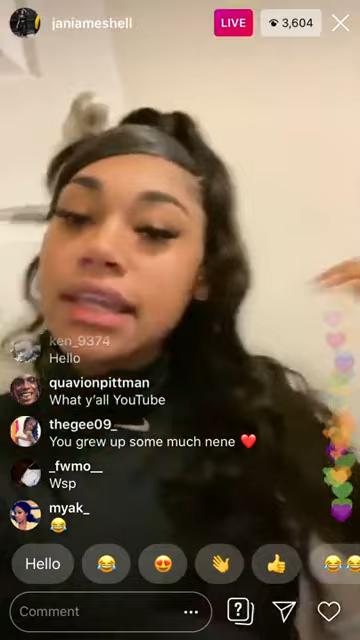 janiameshell
LIVE
3,604
ken_9374
Hello
quavionpittman
What y'all YouTube
thegee09_
You grew up some much nene ❤️
_fwmo__
Wsp
myak_
😂
Hello 😂 😍 👋 👍 😂😂
Comment